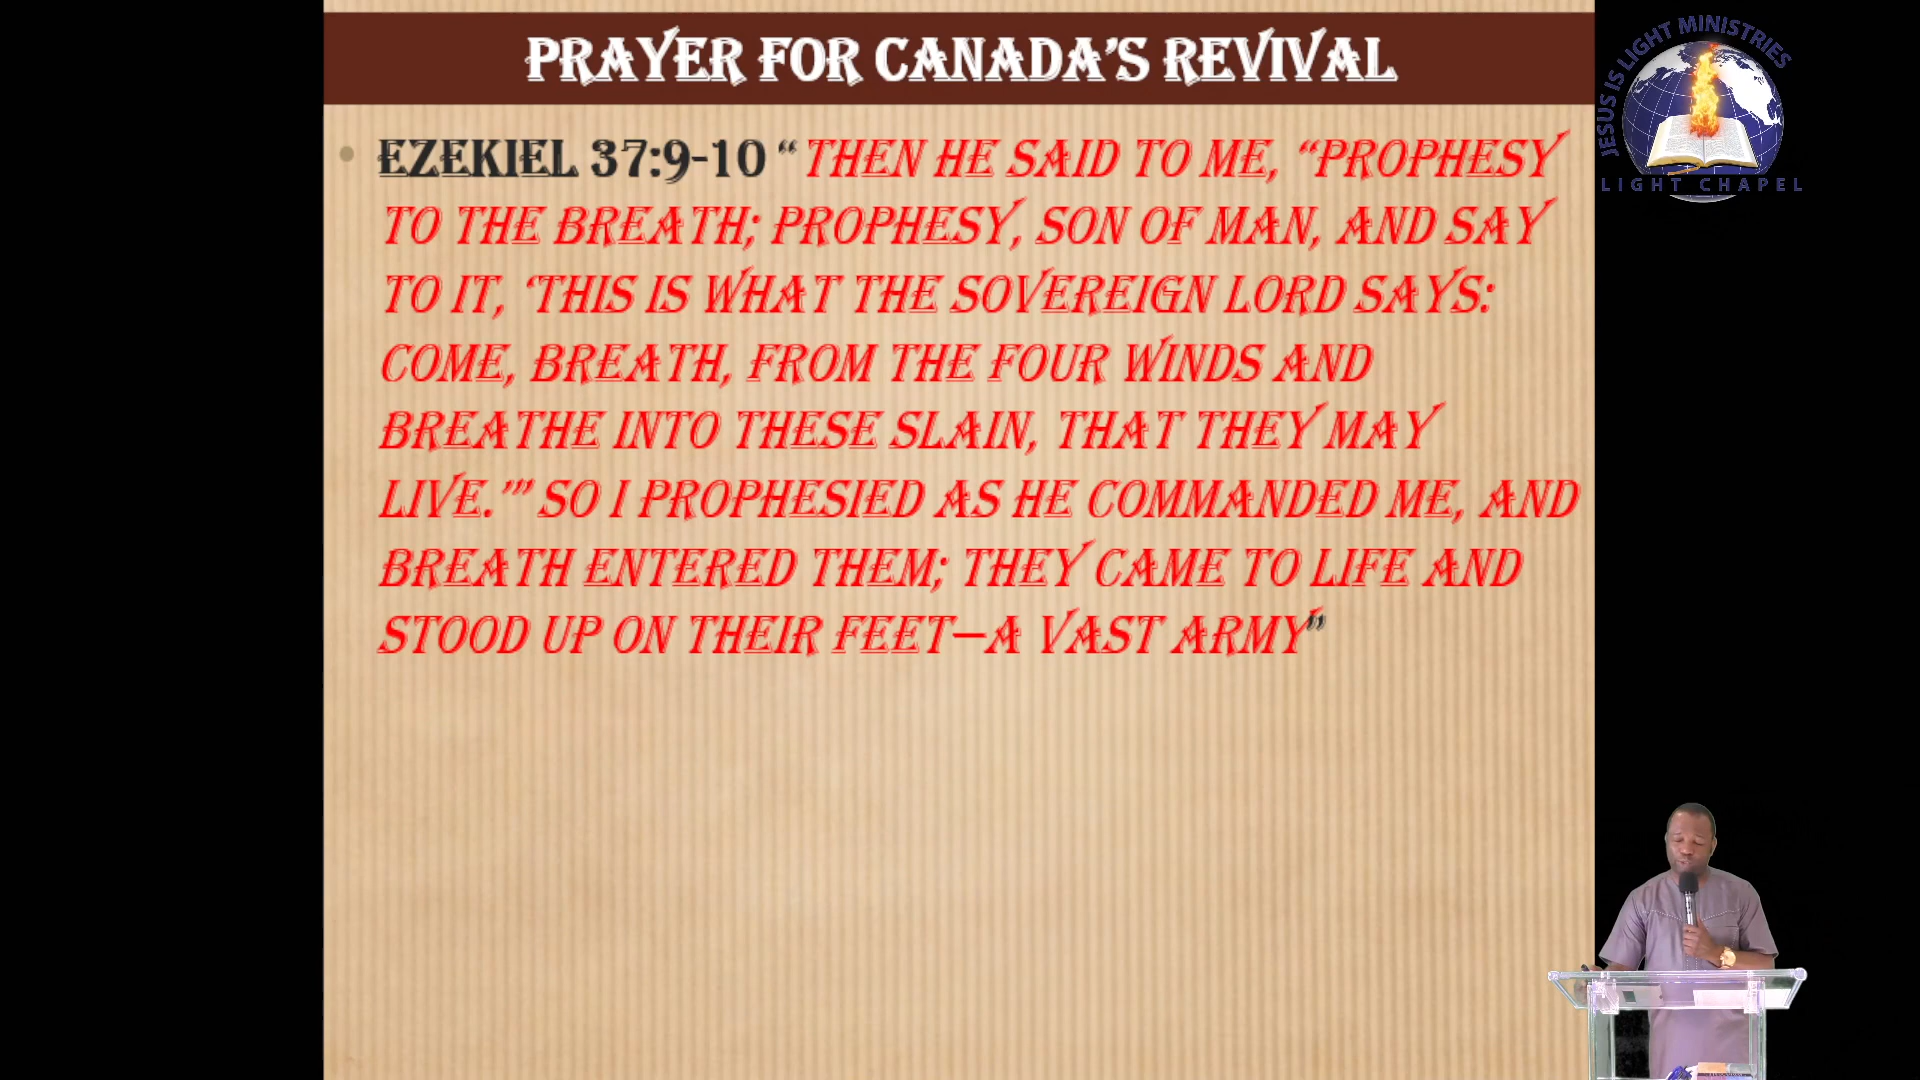 PRAYER FOR CANADA'S REVIVAL
JESUS IS LIGHT MINISTRIES
LIGHT CHAPEL
• EZEKIEL 37:9-10 “ THEN HE SAID TO ME, “PROPHESY
TO THE BREATH; PROPHESY, SON OF MAN, AND SAY
TO IT, ‘THIS IS WHAT THE SOVEREIGN LORD SAYS:
COME, BREATH, FROM THE FOUR WINDS AND
BREATHE INTO THESE SLAIN, THAT THEY MAY
LIVE.’” SO I PROPHESIED AS HE COMMANDED ME, AND
BREATH ENTERED THEM; THEY CAME TO LIFE AND
STOOD UP ON THEIR FEET—A VAST ARMY”